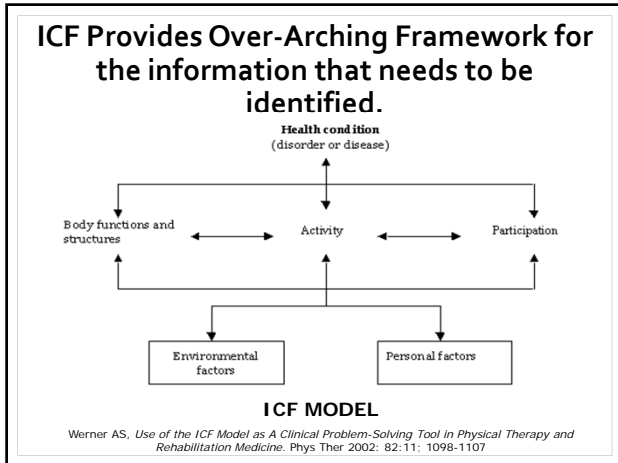 ICF Provides Over-Arching Framework for
the information that needs to be
identified.
Health condition
(disorder or disease)
Body functions and
structures
Activity
Participation
Environmental
factors
Personal factors
ICF MODEL
Werner AS, Use of the ICF Model as A Clinical Problem-Solving Tool in Physical Therapy and
Rehabilitation Medicine. Phys Ther 2002: 82:11; 1098-1107